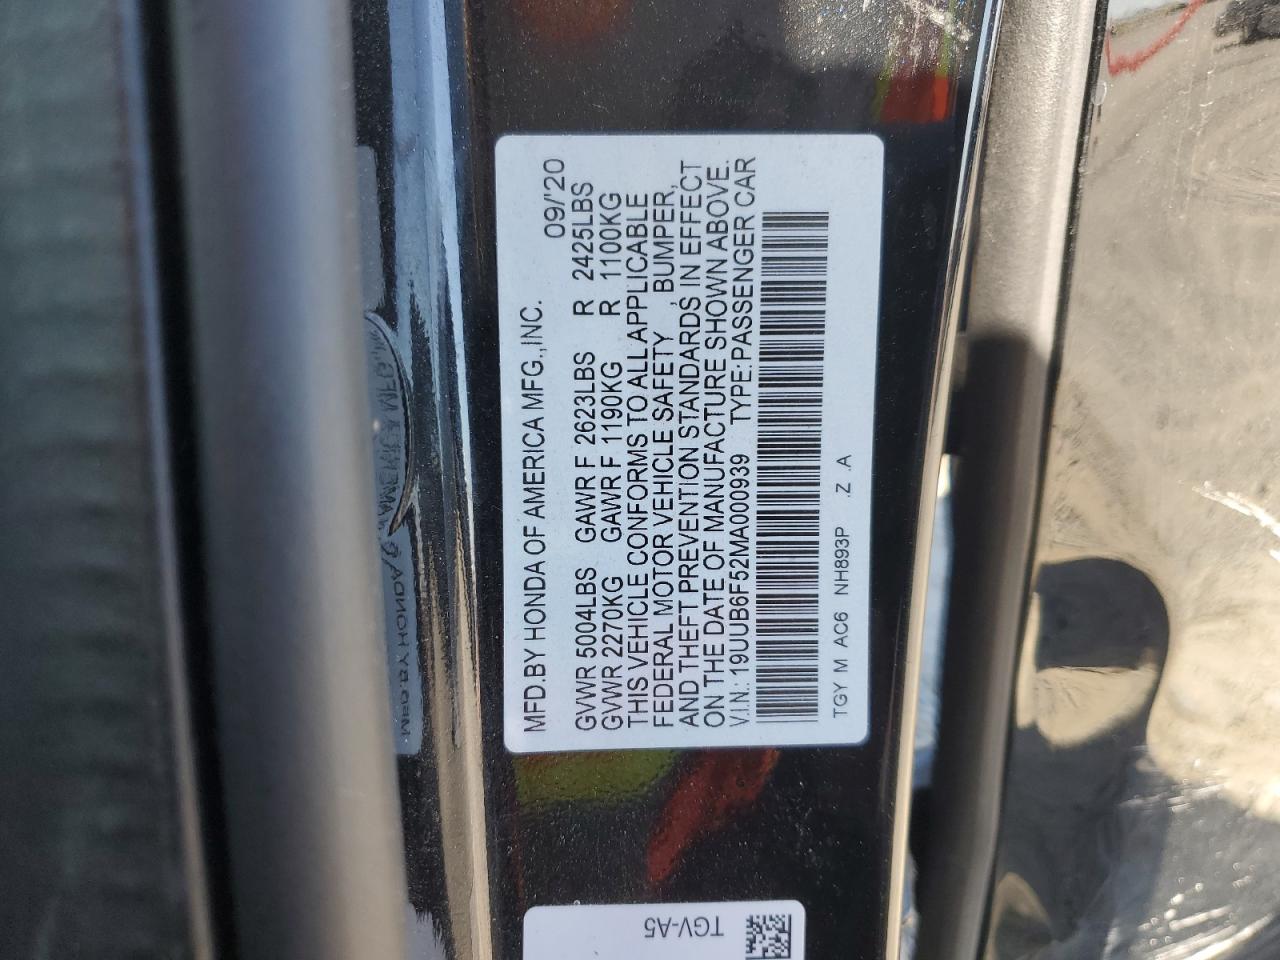 MFD.BY HONDA OF AMERICA MFG.,INC. 09/'20
GVWR 5004LBS GAWR F 2623LBS R 2425LBS
GVWR 2270KG GAWR F 1190KG R 1100KG
THIS VEHICLE CONFORMS TO ALL APPLICABLE
FEDERAL MOTOR VEHICLE SAFETY , BUMPER,
AND THEFT PREVENTION STANDARDS IN EFFECT
ON THE DATE OF MANUFACTURE SHOWN ABOVE.
V.I.N.: 19UUB6F52MA000939 TYPE:PASSENGER CAR
TGY M AC6 NH893P .Z .A
TGV-A5